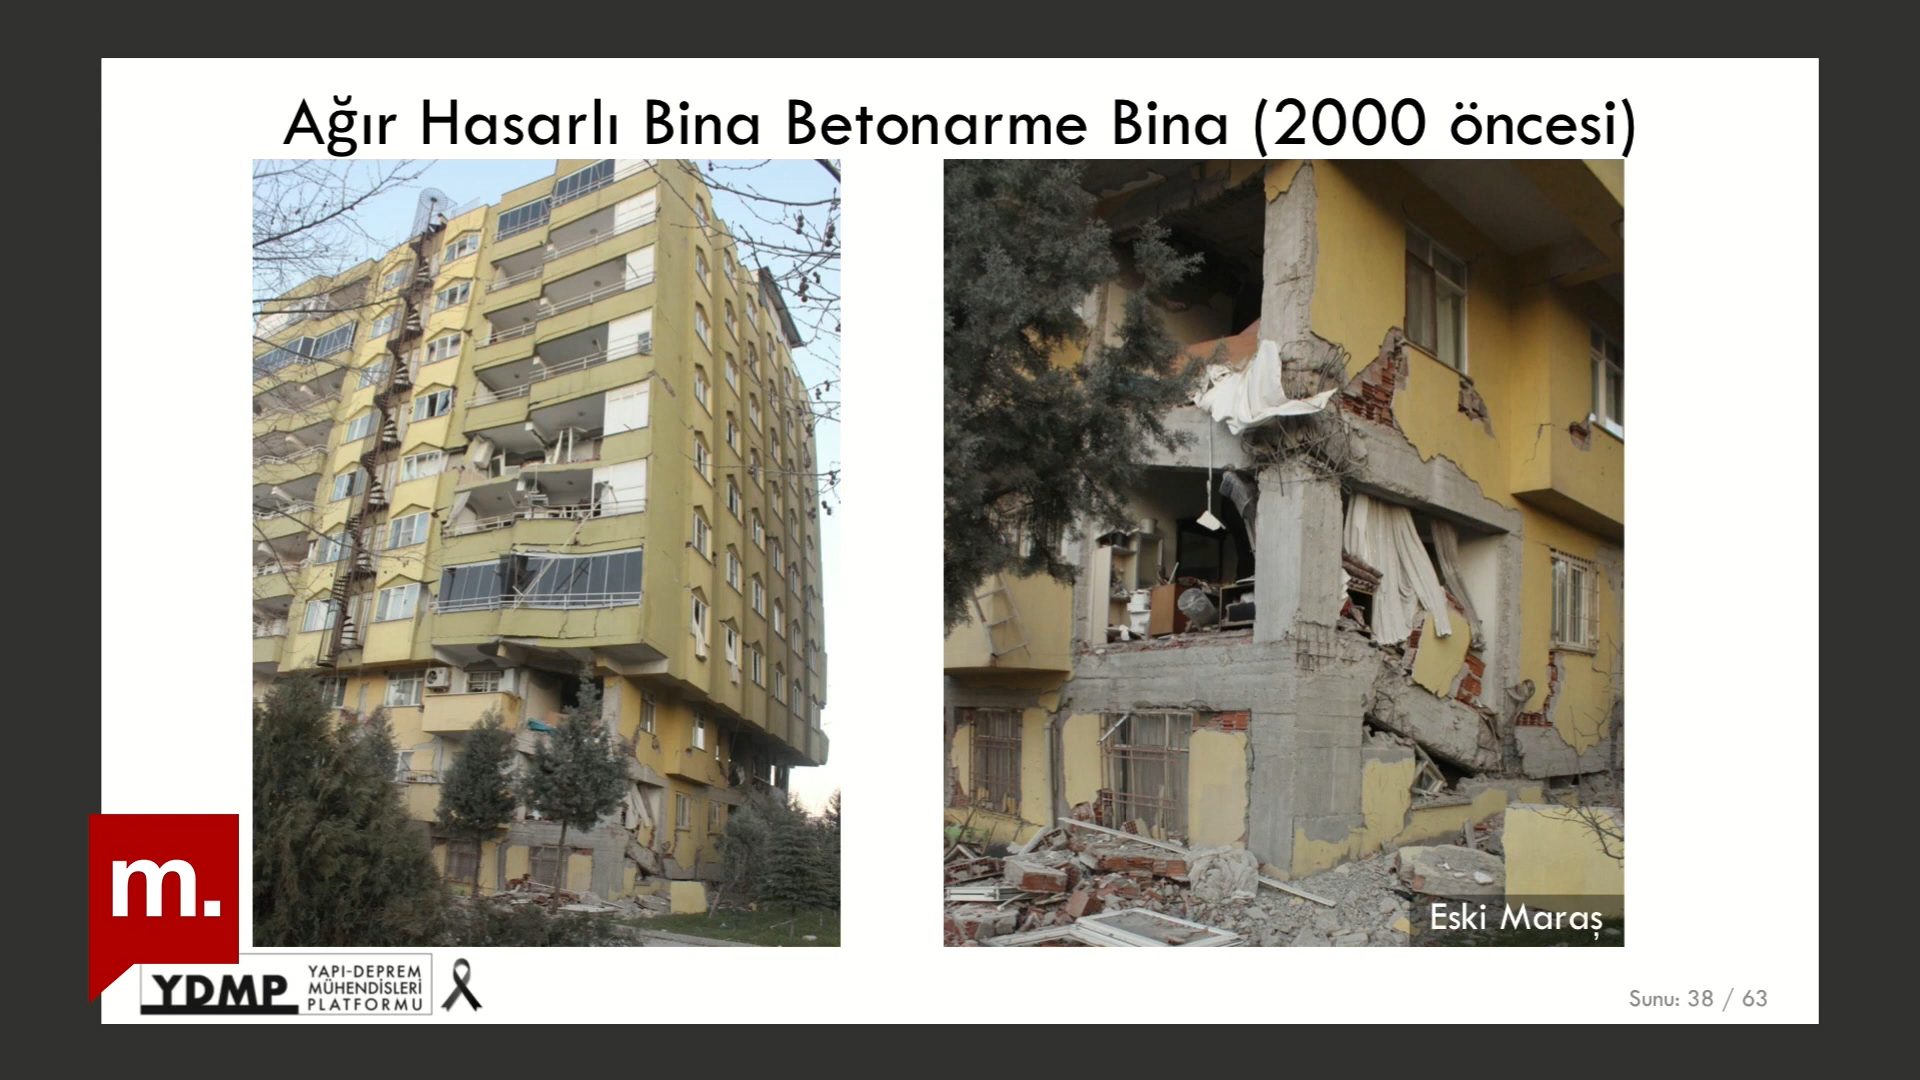 Ağır Hasarlı Bina Betonarme Bina (2000 öncesi)
Eski Maraş
m.
YDMP
YAPI-DEPREM
MÜHENDİSLERİ
PLATFORMU
Sunu: 38 / 63